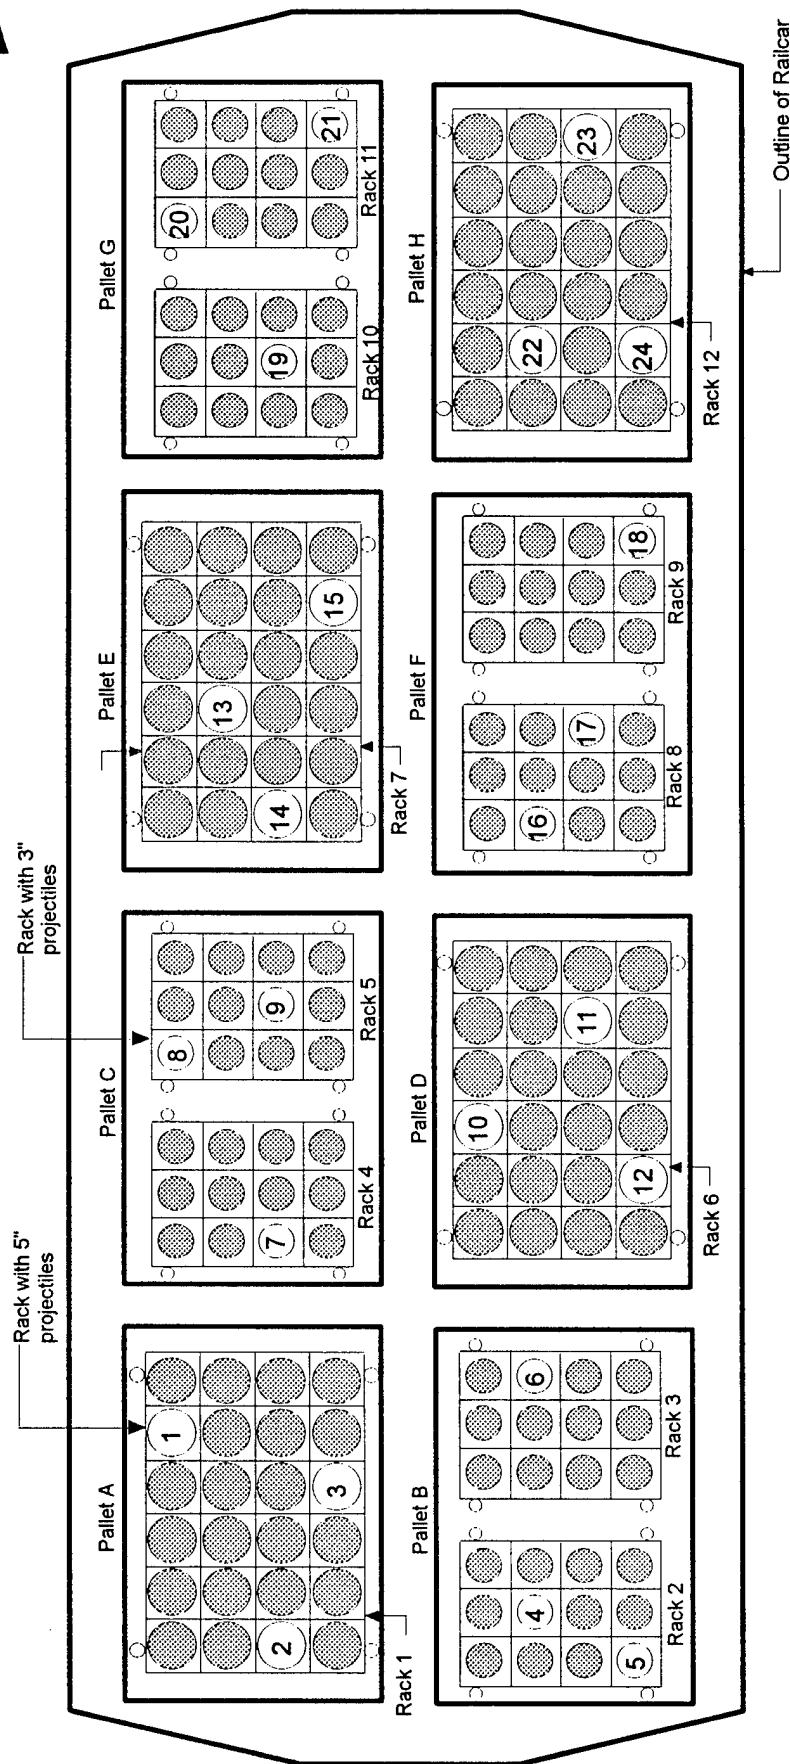 Rack with 5"
projectiles
Rack with 3"
projectiles
Pallet A
1
2
3
Rack 1
Pallet C
7
Rack 4
8
9
Rack 5
Pallet E
13
14
15
Rack 7
Pallet G
19
Rack 10
20
21
Rack 11
Pallet B
4
5
Rack 2
6
Rack 3
Pallet D
10
11
12
Rack 6
Pallet F
16
17
Rack 8
18
Rack 9
Pallet H
22
23
24
Rack 12
Outline of Railcar